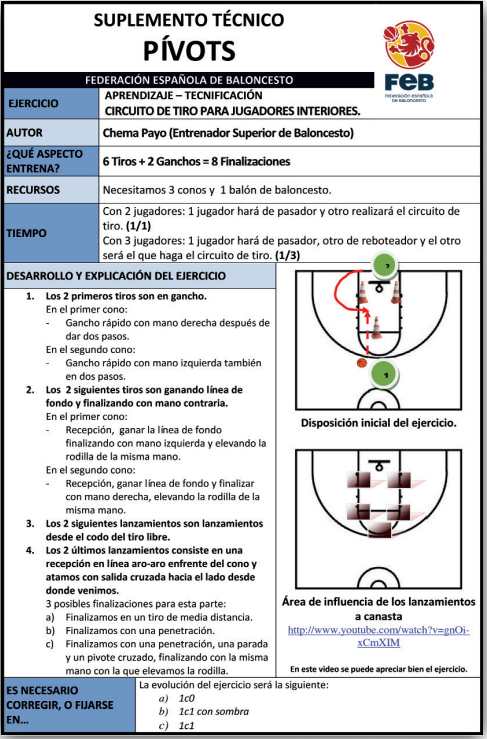 SUPLEMENTO TÉCNICO
PÍVOTS
FEDERACIÓN ESPAÑOLA DE BALONCESTO
FEB
FEDERACIÓN ESPAÑOLA
DE BALONCESTO
EJERCICIO
APRENDIZAJE – TECNIFICACIÓN
CIRCUITO DE TIRO PARA JUGADORES INTERIORES.
AUTOR
Chema Payo (Entrenador Superior de Baloncesto)
¿QUÉ ASPECTO
ENTRENA?
6 Tiros + 2 Ganchos = 8 Finalizaciones
RECURSOS
Necesitamos 3 conos y 1 balón de baloncesto.
TIEMPO
Con 2 jugadores: 1 jugador hará de pasador y otro realizará el circuito de
tiro. (1/1)
Con 3 jugadores: 1 jugador hará de pasador, otro de reboteador y el otro
será el que haga el circuito de tiro. (1/3)
DESARROLLO Y EXPLICACIÓN DEL EJERCICIO
1. Los 2 primeros tiros son en gancho.
En el primer cono:
- Gancho rápido con mano derecha después de
dar dos pasos.
En el segundo cono:
- Gancho rápido con mano izquierda también
en dos pasos.
2. Los 2 siguientes tiros son ganando línea de
fondo y finalizando con mano contraria.
En el primer cono:
- Recepción, ganar la línea de fondo
finalizando con mano izquierda y elevando la
rodilla de la misma mano.
En el segundo cono:
- Recepción, ganar línea de fondo y finalizar
con mano derecha, elevando la rodilla de la
misma mano.
3. Los 2 siguientes lanzamientos son lanzamientos
desde el codo del tiro libre.
4. Los 2 últimos lanzamientos consiste en una
recepción en línea aro-aro enfrente del cono y
atamos con salida cruzada hacia el lado desde
donde venimos.
3 posibles finalizaciones para esta parte:
a) Finalizamos en un tiro de media distancia.
b) Finalizamos con una penetración.
c) Finalizamos con una penetración, una parada
y un pivote cruzado, finalizando con la misma
mano con la que elevamos la rodilla.
1
Disposición inicial del ejercicio.
Área de influencia de los lanzamientos
a canasta
http://www.youtube.com/watch?v=gnOj-
xCmXIM
En este video se puede apreciar bien el ejercicio.
ES NECESARIO
CORREGIR, O FIJARSE
EN...
La evolución del ejercicio será la siguiente:
a) 1c0
b) 1c1 con sombra
c) 1c1